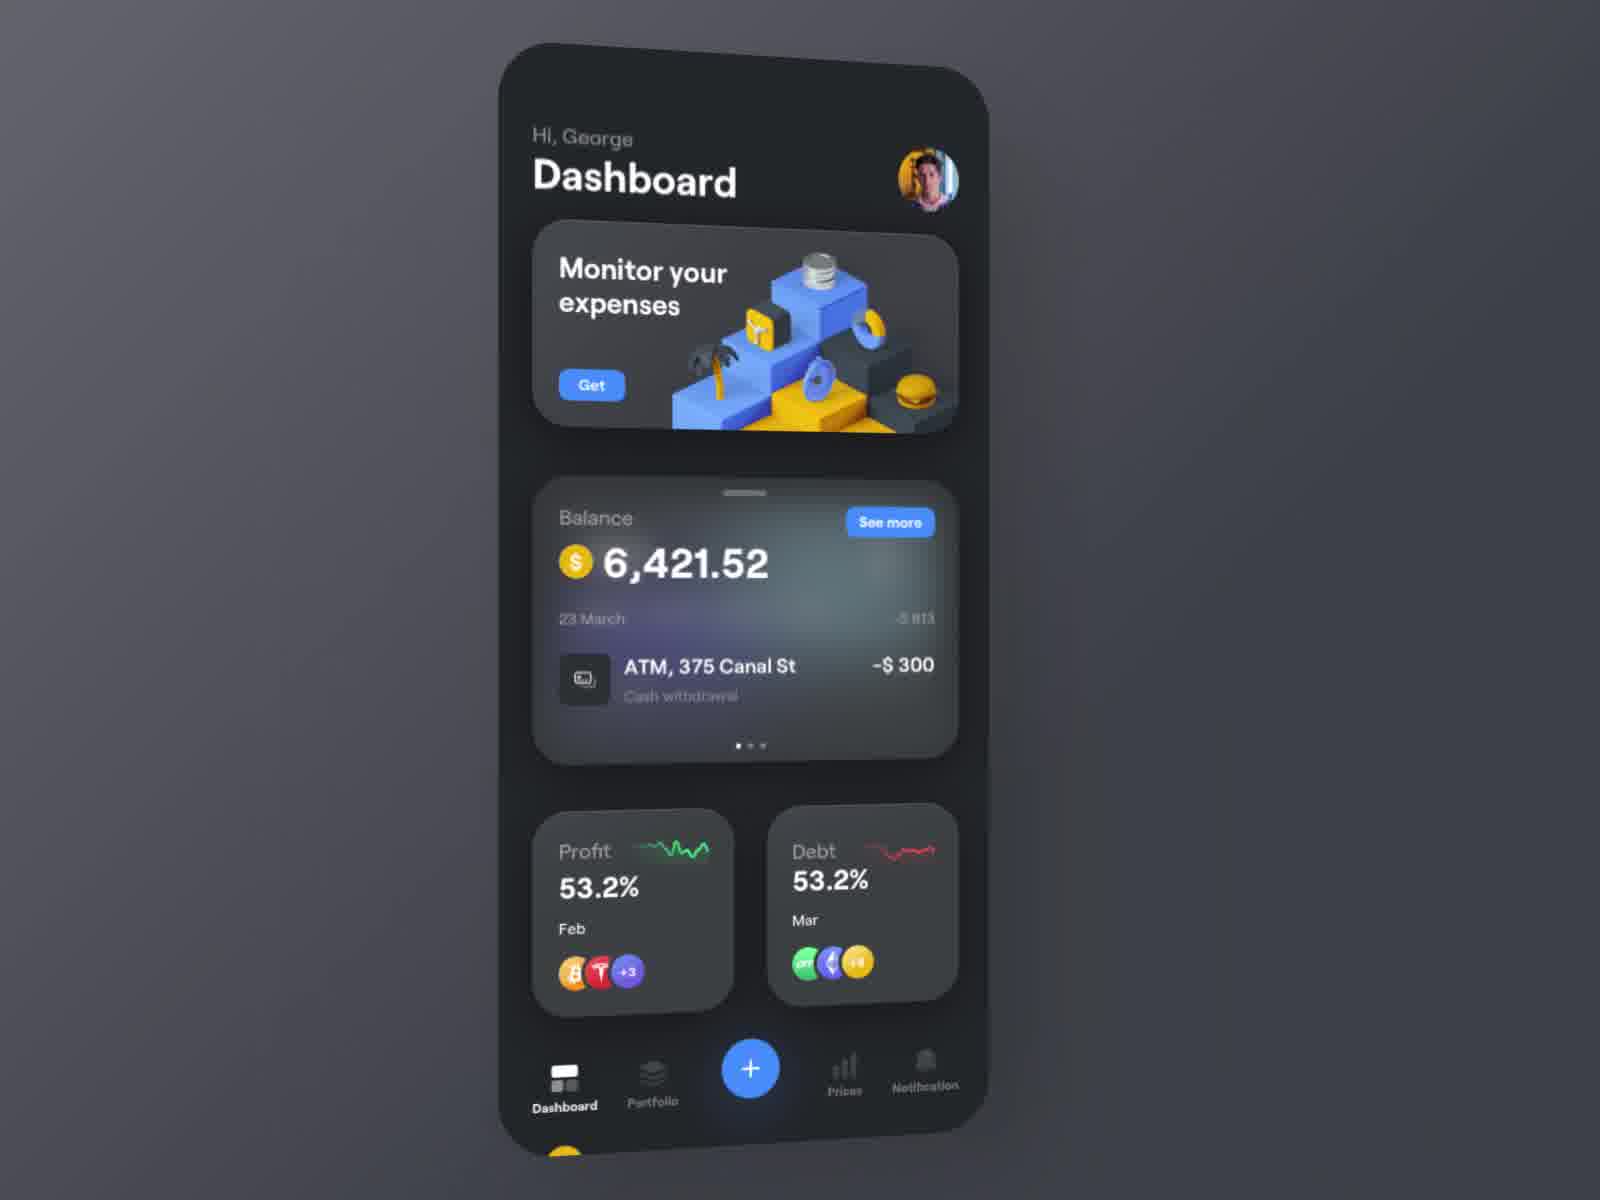 Hi, George
Dashboard
Monitor your
expenses
Get
Balance
See more
$ 6,421.52
23 March
-$ 813
ATM, 375 Canal St
-$ 300
Cash withdrawal
Profit
53.2%
Feb
+3
Debt
53.2%
Mar
Dashboard
Portfolio
+
Prices
Notification